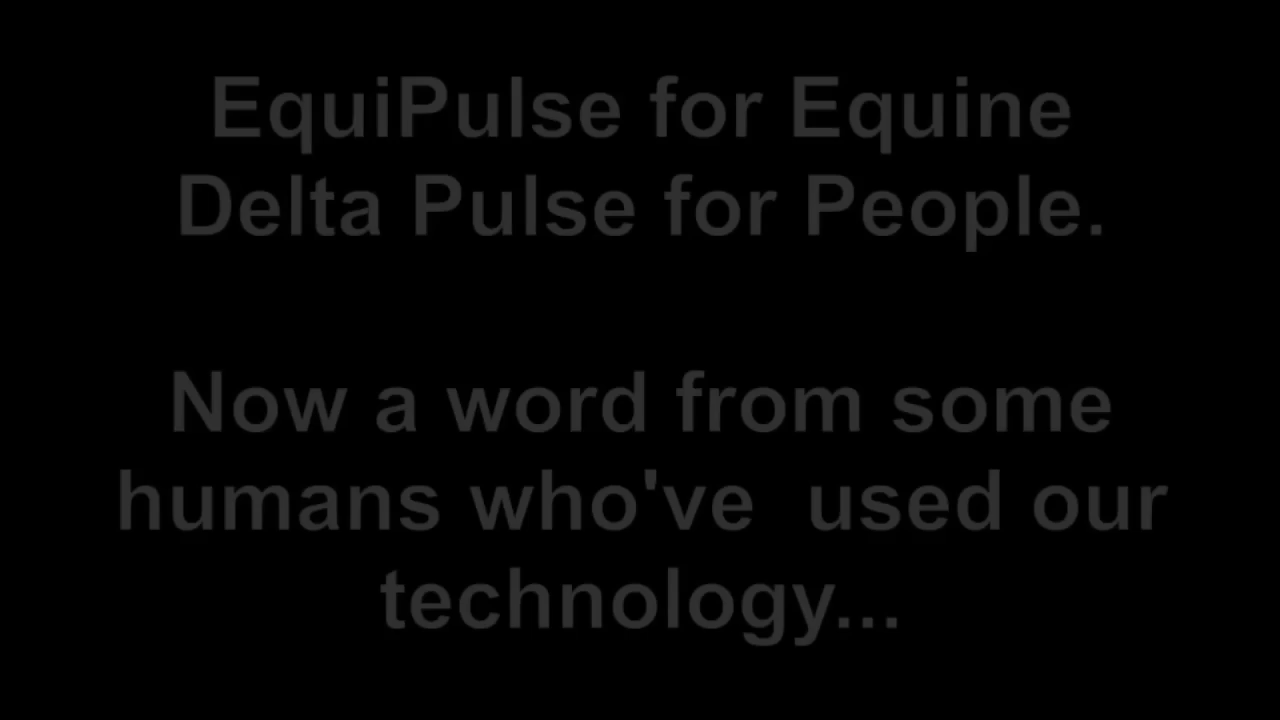 EquiPulse for Equine
Delta Pulse for People.
Now a word from some
humans who've  used our
technology...